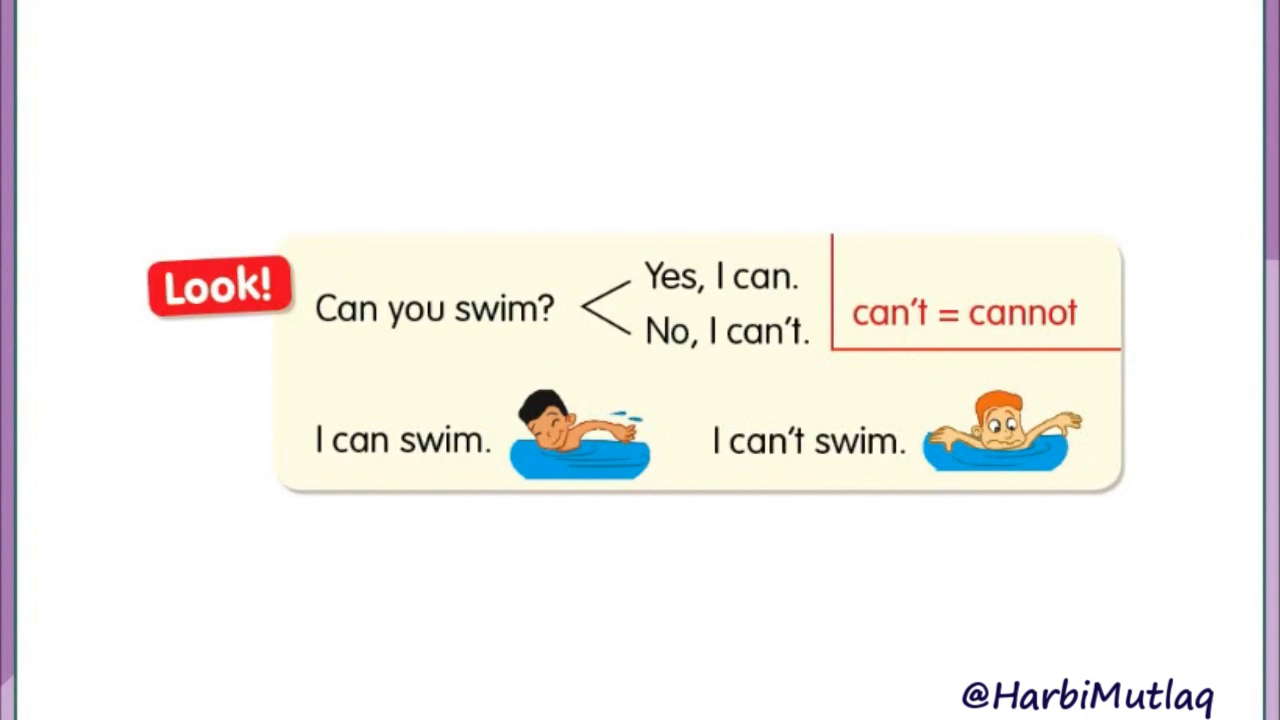 Look!
Can you swim?
Yes, I can.
No, I can't.
can't = cannot
I can swim.
I can't swim.
@HarbiMutlaq